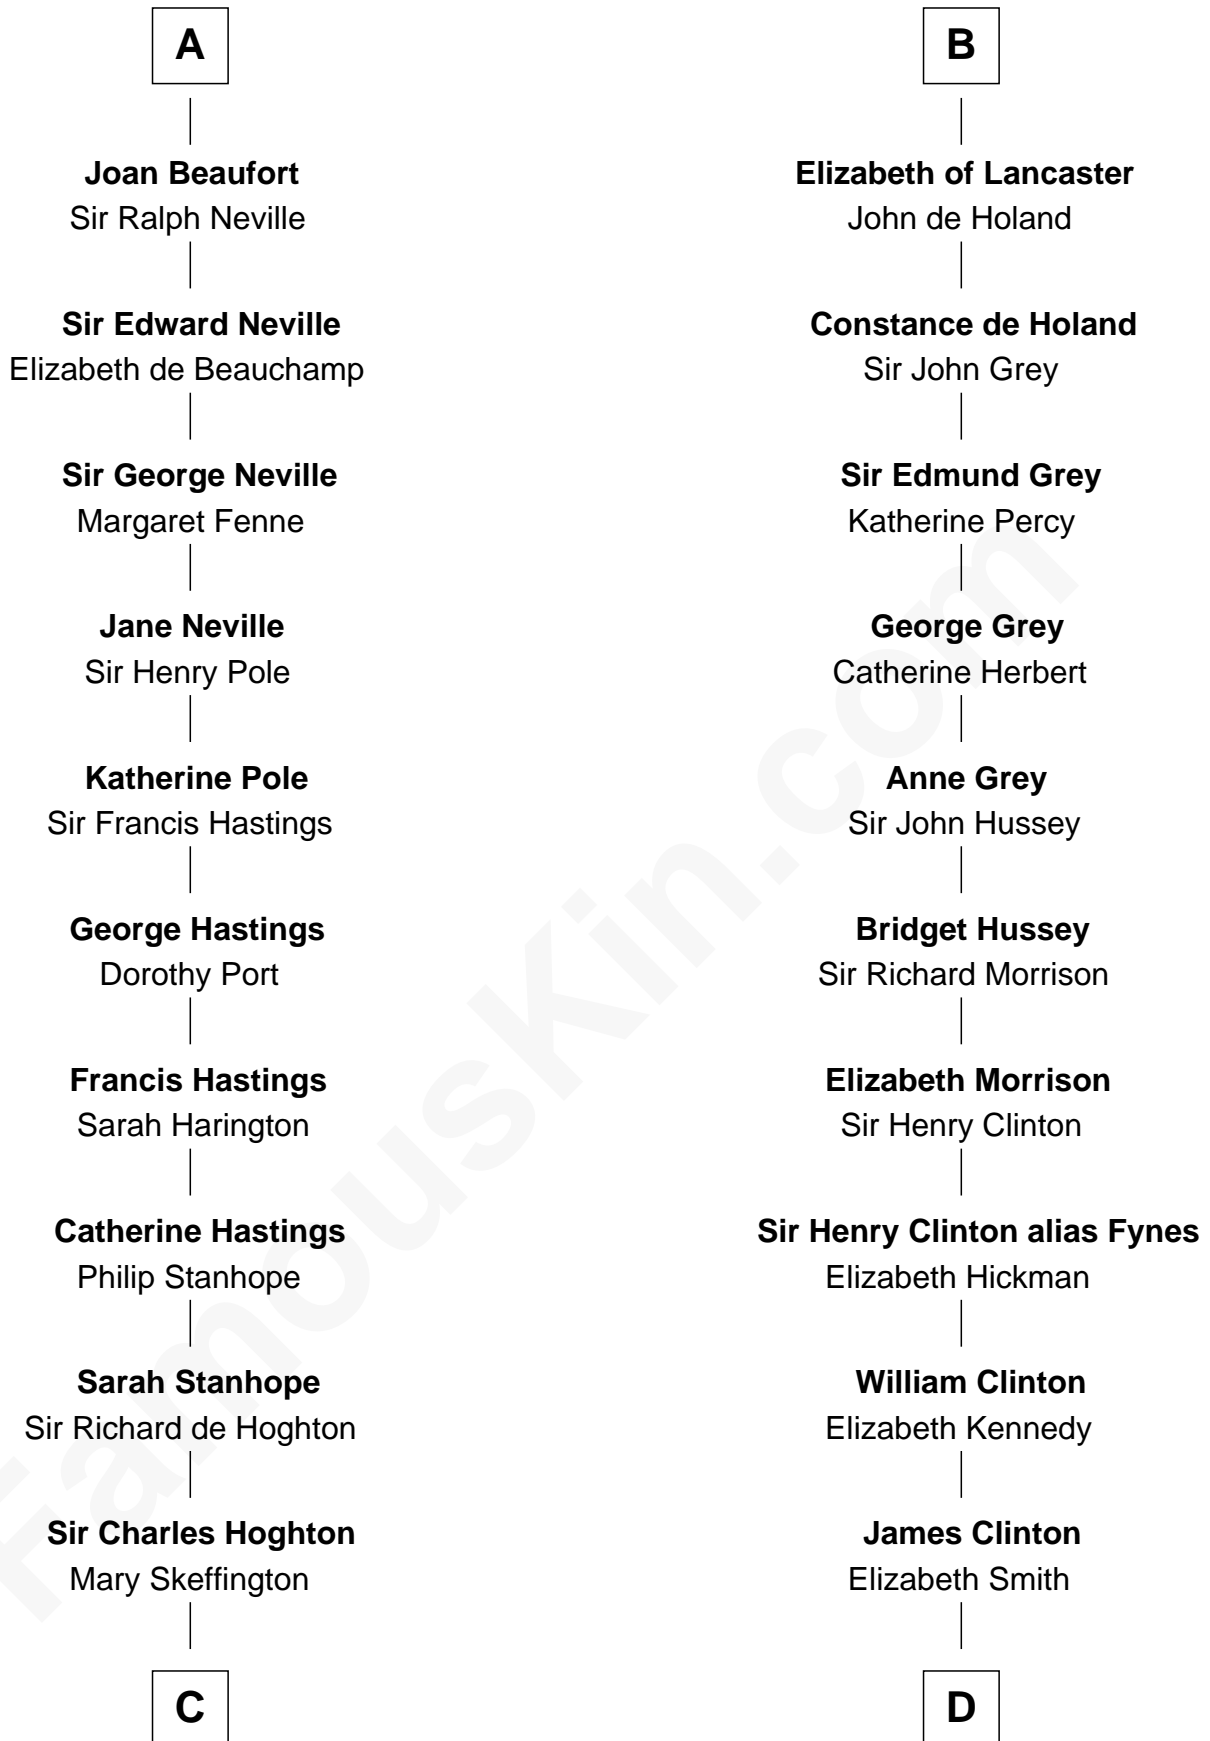 A
Joan Beaufort
Sir Ralph Neville
Sir Edward Neville
Elizabeth de Beauchamp
Sir George Neville
Margaret Fenne
Jane Neville
Sir Henry Pole
Katherine Pole
Sir Francis Hastings
George Hastings
Dorothy Port
Francis Hastings
Sarah Harington
Catherine Hastings
Philip Stanhope
Sarah Stanhope
Sir Richard de Hoghton
Sir Charles Hoghton
Mary Skeffington
C
B
Elizabeth of Lancaster
John de Holand
Constance de Holand
Sir John Grey
Sir Edmund Grey
Katherine Percy
George Grey
Catherine Herbert
Anne Grey
Sir John Hussey
Bridget Hussey
Sir Richard Morrison
Elizabeth Morrison
Sir Henry Clinton
Sir Henry Clinton alias Fynes
Elizabeth Hickman
William Clinton
Elizabeth Kennedy
James Clinton
Elizabeth Smith
D
FamousKin.com